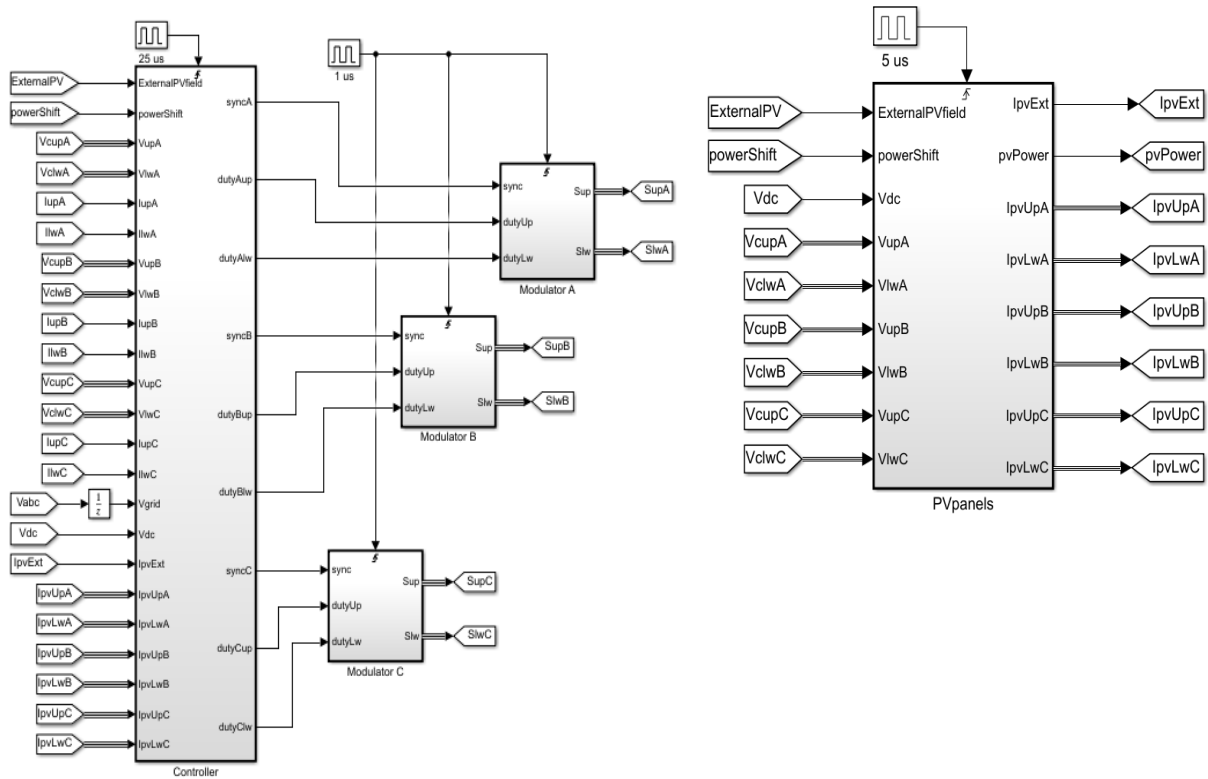 25 us
ExternalPV
ExternalPVfield
powerShift
powerShift
VcupA
VupA
VclwA
VlwA
IupA
IupA
IlwA
IlwA
VcupB
VupB
VclwB
VlwB
IupB
IupB
IlwB
IlwB
VcupC
VupC
VclwC
VlwC
IupC
IupC
IlwC
IlwC
Vabc
1
z
Vgrid
Vdc
Vdc
IpvExt
IpvExt
IpvUpA
IpvUpA
IpvLwA
IpvLwA
IpvUpB
IpvUpB
IpvLwB
IpvLwB
IpvUpC
IpvUpC
IpvLwC
IpvLwC
syncA
dutyAup
dutyAlw
syncB
dutyBup
dutyBlw
syncC
dutyCup
dutyClw
Controller
1 us
sync
dutyUp
dutyLw
Sup
Slw
SupA
SlwA
Modulator A
sync
dutyUp
dutyLw
Sup
Slw
SupB
SlwB
Modulator B
sync
dutyUp
dutyLw
Sup
Slw
SupC
SlwC
Modulator C
5 us
ExternalPV
ExternalPVfield
powerShift
powerShift
Vdc
Vdc
VcupA
VupA
VclwA
VlwA
VcupB
VupB
VclwB
VlwB
VcupC
VupC
VclwC
VlwC
IpvExt
IpvExt
pvPower
pvPower
IpvUpA
IpvUpA
IpvLwA
IpvLwA
IpvUpB
IpvUpB
IpvLwB
IpvLwB
IpvUpC
IpvUpC
IpvLwC
IpvLwC
PVpanels